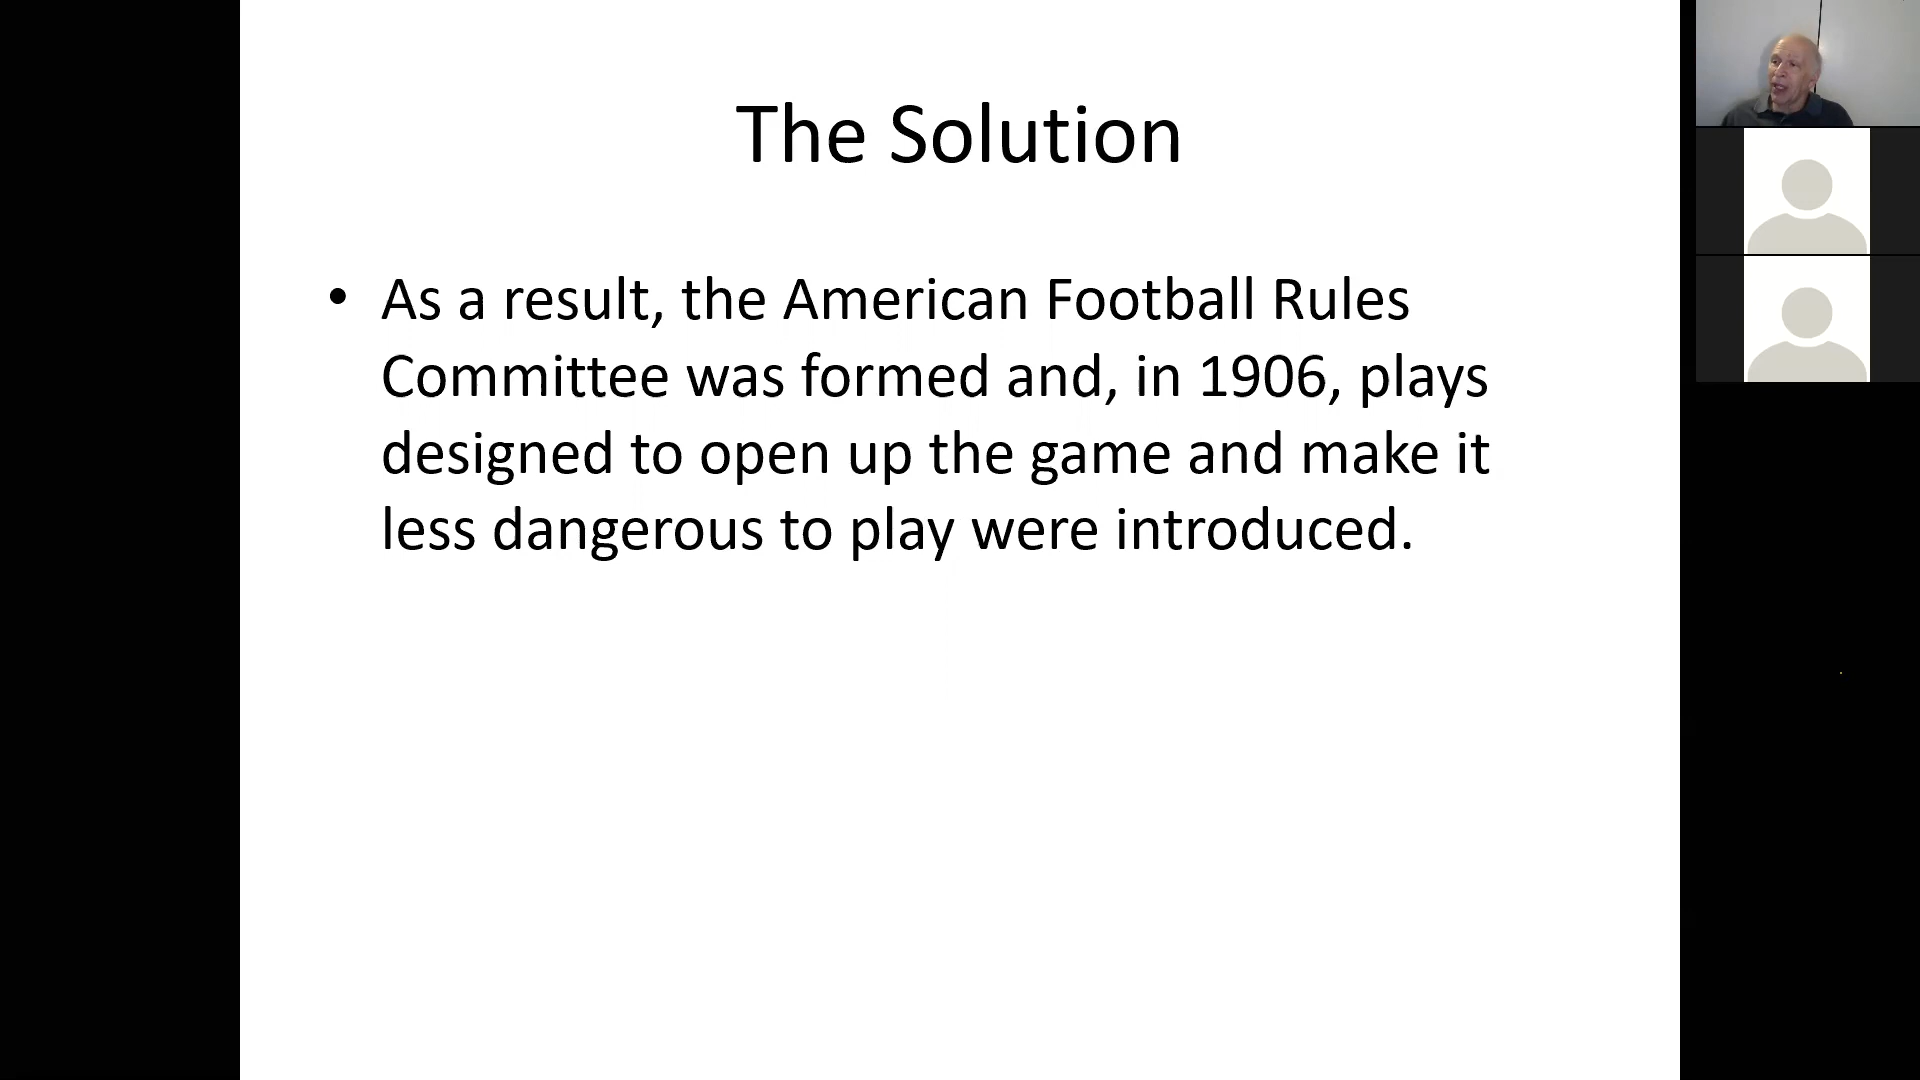 The Solution
• As a result, the American Football Rules
Committee was formed and, in 1906, plays
designed to open up the game and make it
less dangerous to play were introduced.